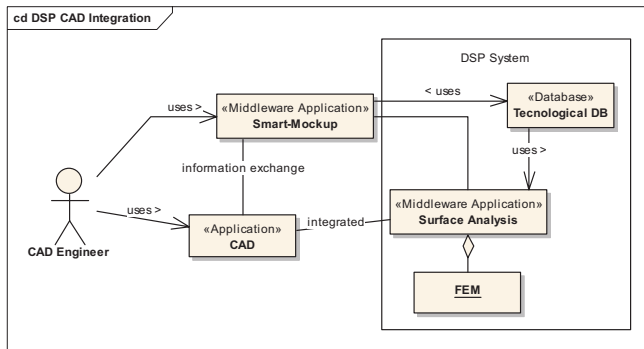 cd DSP CAD Integration
DSP System
uses >
«Middleware Application»
Smart-Mockup
< uses
«Database»
Tecnological DB
information exchange
uses >
CAD Engineer
uses >
«Application»
CAD
integrated
«Middleware Application»
Surface Analysis
FEM